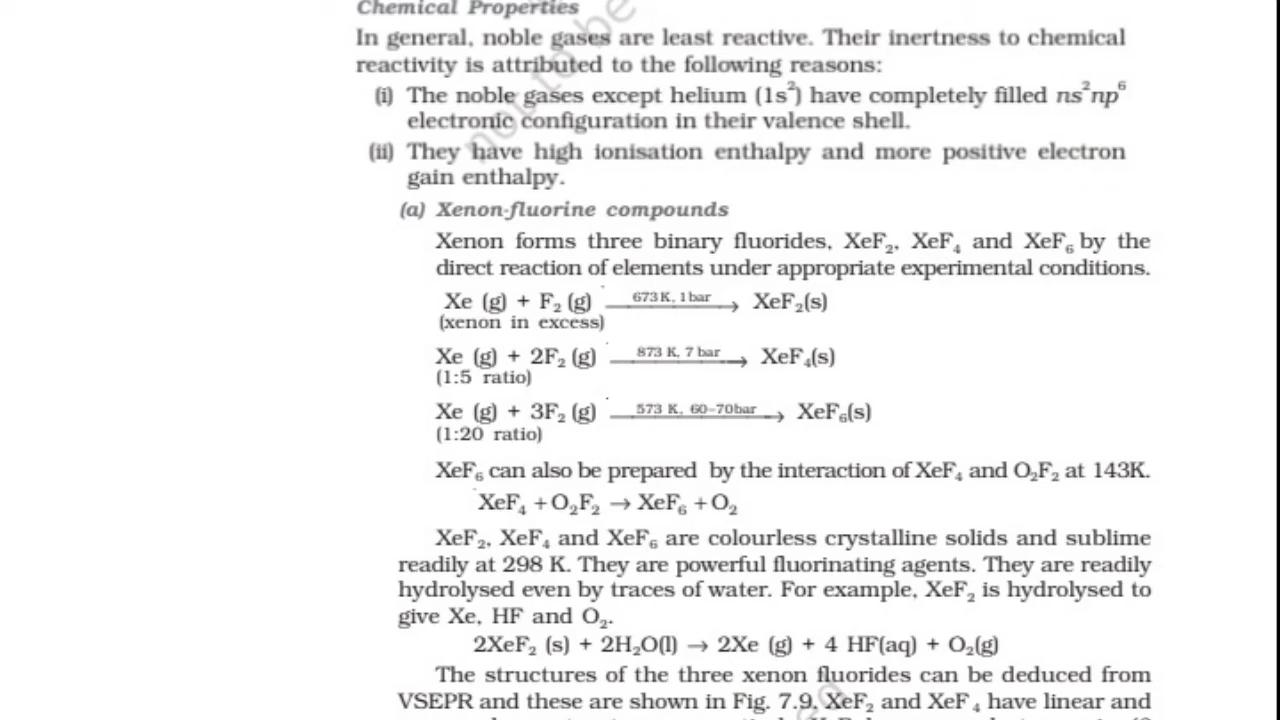 Chemical Properties
In general, noble gases are least reactive. Their inertness to chemical
reactivity is attributed to the following reasons:
(i) The noble gases except helium (1s²) have completely filled ns²np⁶
electronic configuration in their valence shell.
(ii) They have high ionisation enthalpy and more positive electron
gain enthalpy.
(a) Xenon-fluorine compounds
Xenon forms three binary fluorides, XeF₂, XeF₄ and XeF₆ by the
direct reaction of elements under appropriate experimental conditions.
Xe (g) + F₂ (g) 673 K, 1 bar → XeF₂(s)
(xenon in excess)
Xe (g) + 2F₂ (g) 873 K, 7 bar → XeF₄(s)
(1:5 ratio)
Xe (g) + 3F₂ (g) 573 K, 60–70bar → XeF₆(s)
(1:20 ratio)
XeF₆ can also be prepared by the interaction of XeF₄ and O₂F₂ at 143K.
XeF₄ + O₂F₂ → XeF₆ + O₂
XeF₂, XeF₄ and XeF₆ are colourless crystalline solids and sublime
readily at 298 K. They are powerful fluorinating agents. They are readily
hydrolysed even by traces of water. For example, XeF₂ is hydrolysed to
give Xe, HF and O₂.
2XeF₂ (s) + 2H₂O(l) → 2Xe (g) + 4 HF(aq) + O₂(g)
The structures of the three xenon fluorides can be deduced from
VSEPR and these are shown in Fig. 7.9. XeF₂ and XeF₄ have linear and